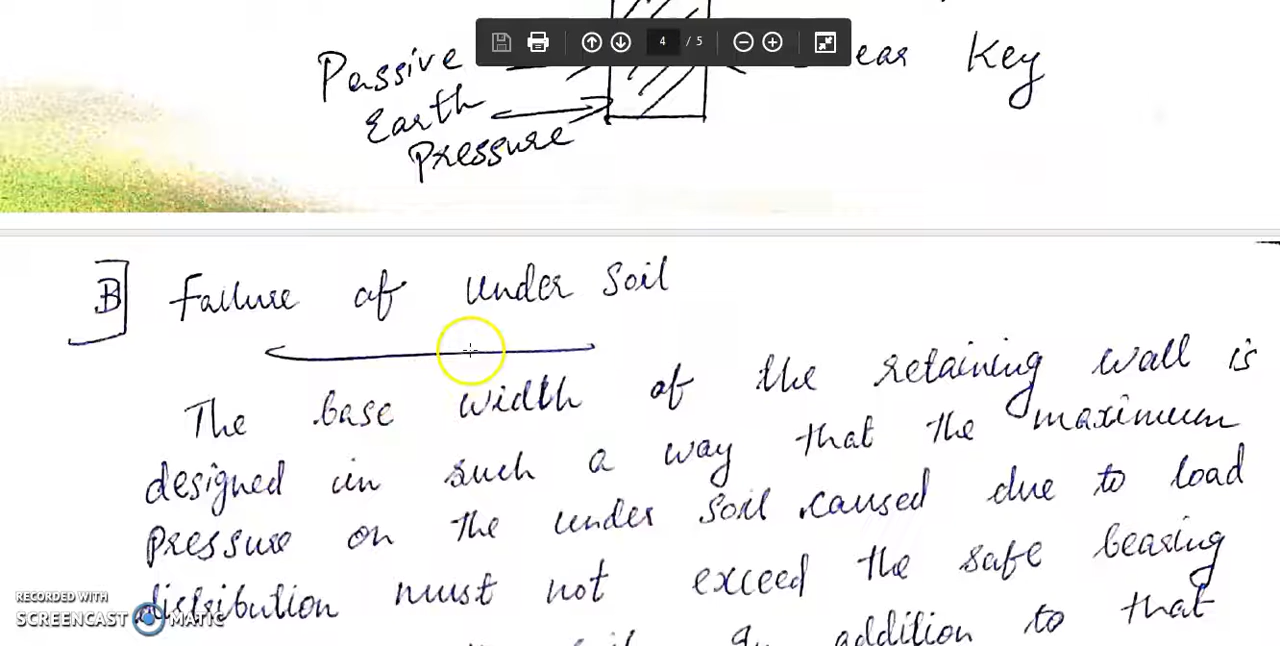 4 / 5
Passive
Earth
Pressure
ear Key
B] Failure of Under Soil
The base width of the retaining wall is
designed in such a way that the maximum
pressure on the under soil caused due to load
distribution must not exceed the safe bearing
addition to that
RECORDED WITH
SCREENCAST MATIC